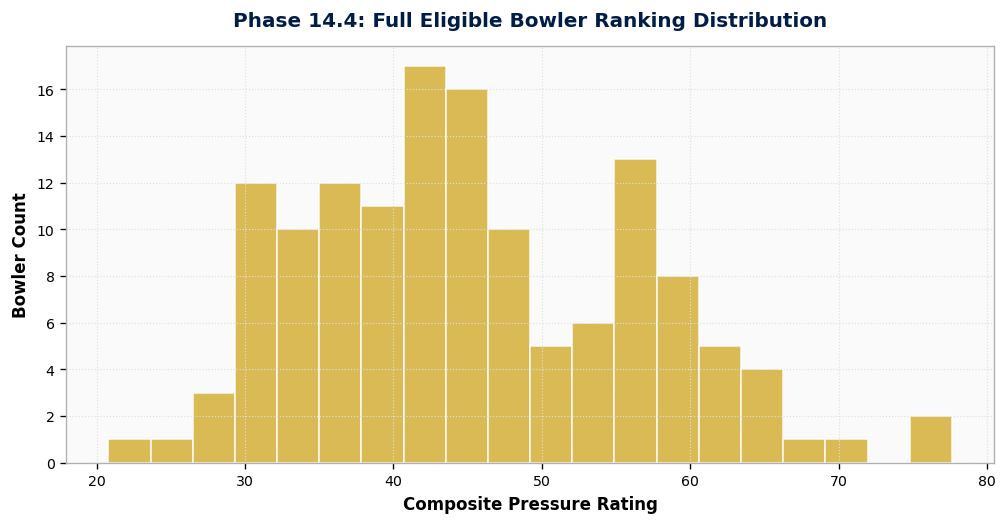 Phase 14.4: Full Eligible Bowler Ranking Distribution
Bowler Count
16
14
12
10
8
6
4
2
0
20 30 40 50 60 70 80
Composite Pressure Rating